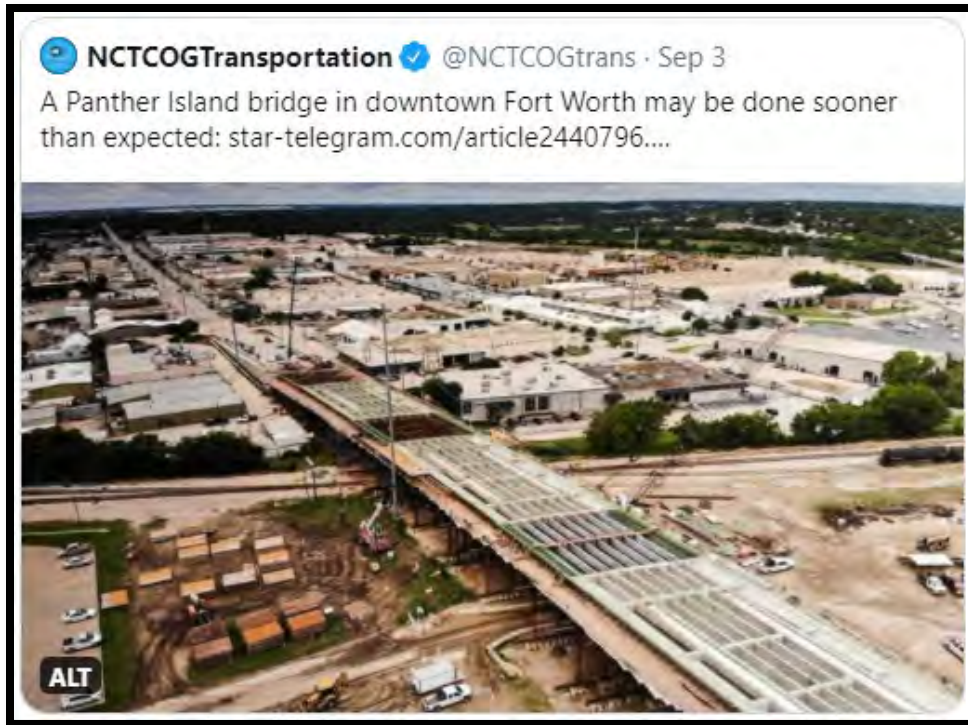 NCTCOGTransportation @NCTCOGtrans · Sep 3
A Panther Island bridge in downtown Fort Worth may be done sooner
than expected: star-telegram.com/article2440796....
ALT